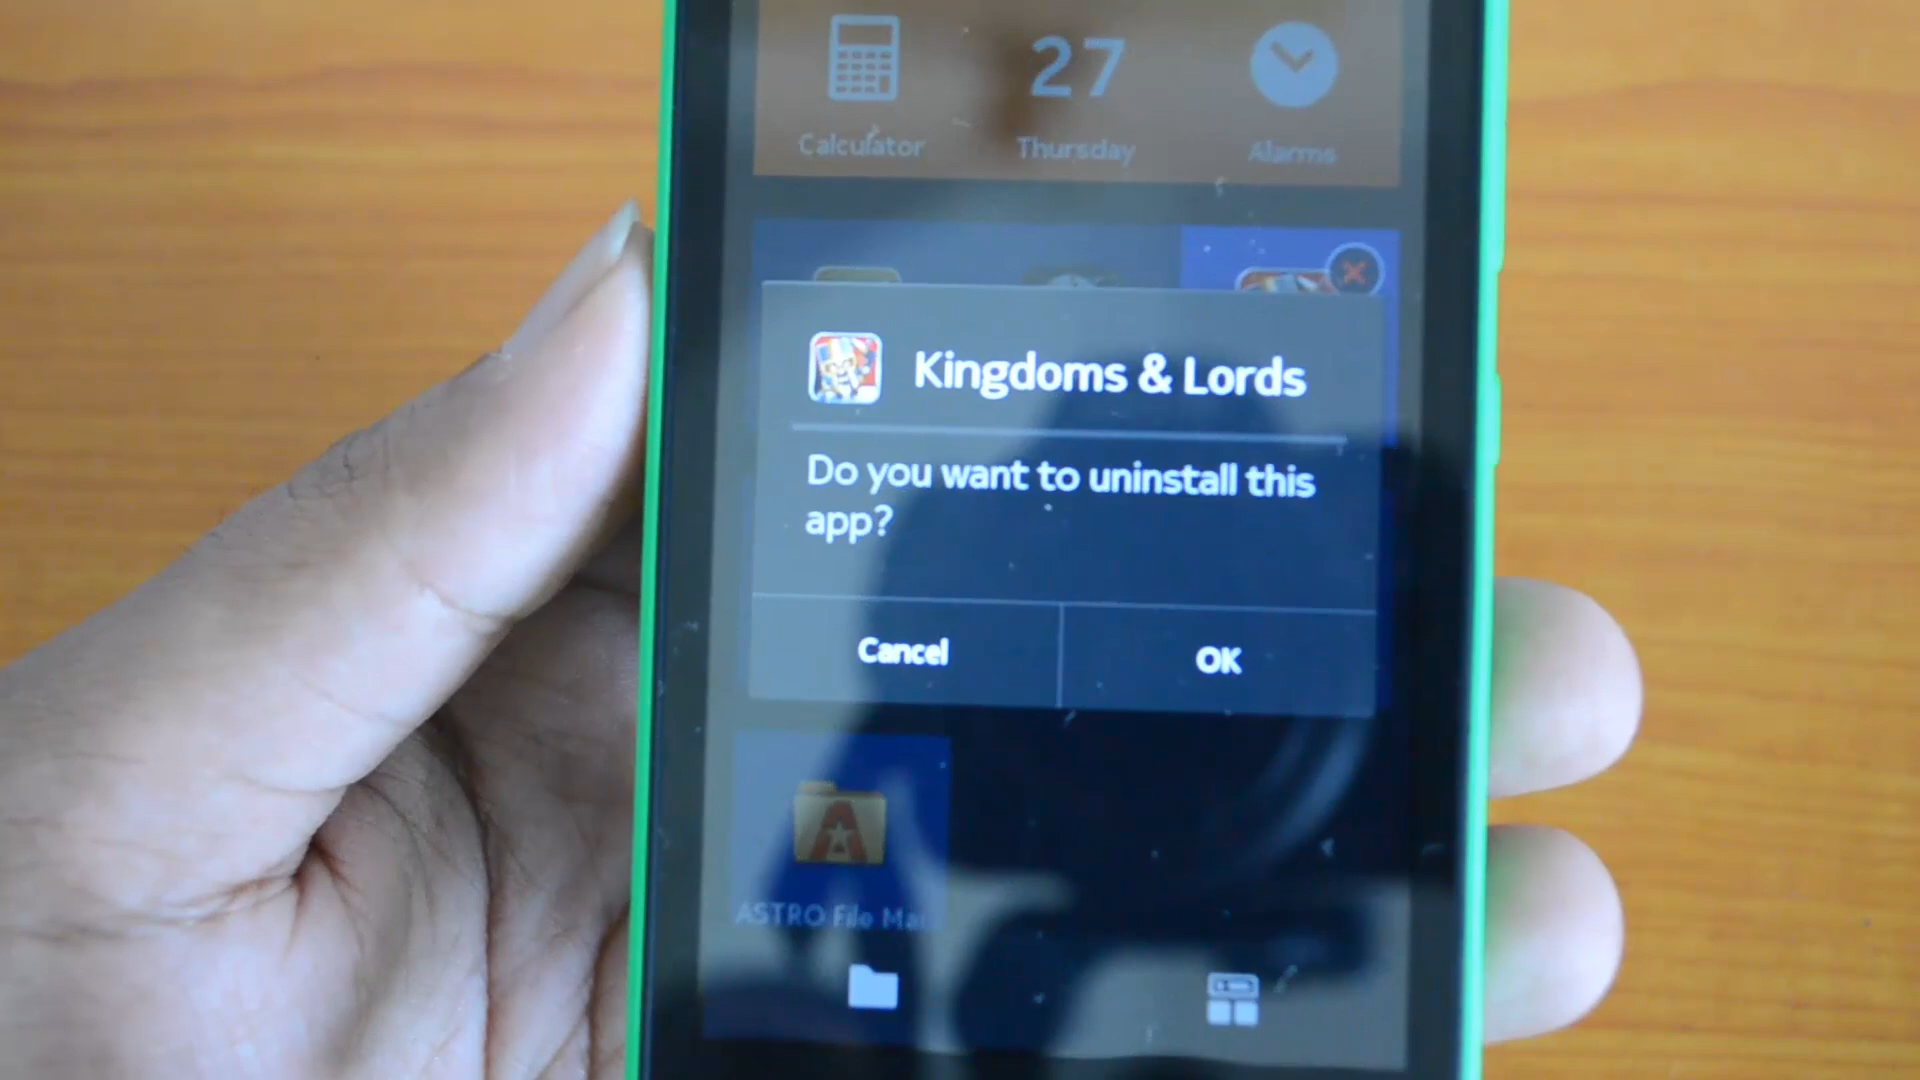 27
Calculator
Thursday
Alarms
Kingdoms & Lords
Do you want to uninstall this
app?
Cancel
OK
ASTRO File Ma